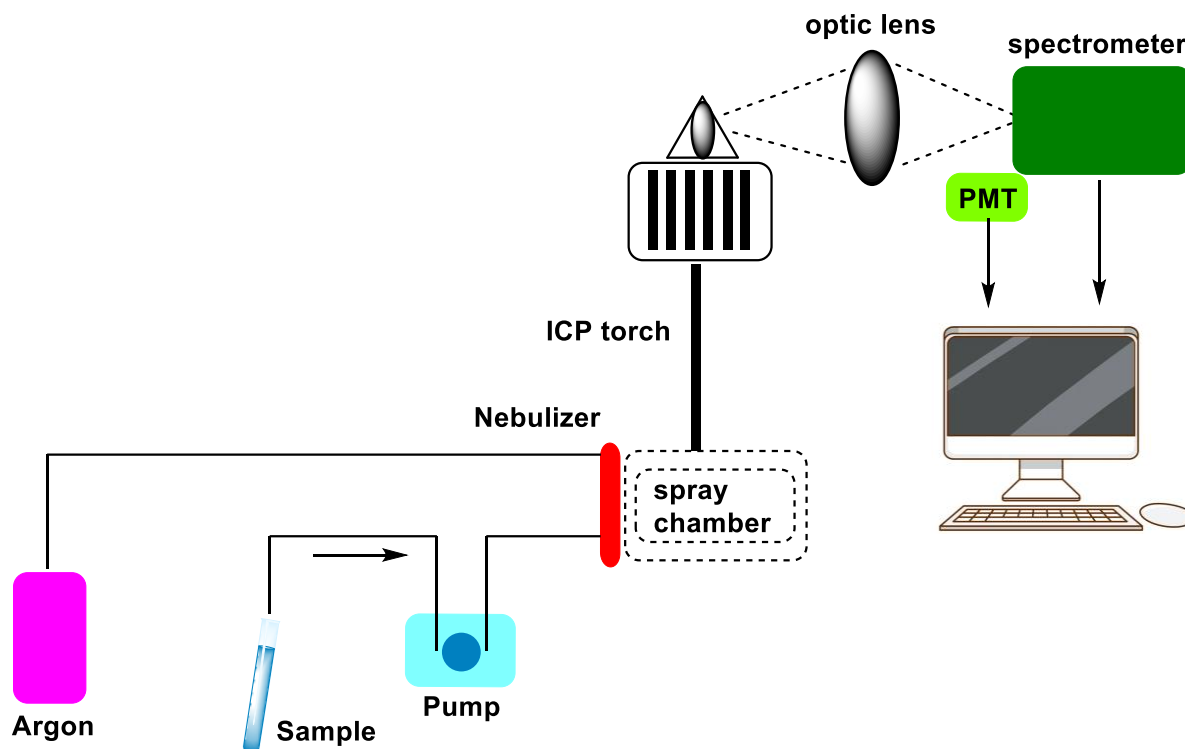 optic lens
spectrometer
PMT
ICP torch
Nebulizer
spray
chamber
Argon
Sample
Pump